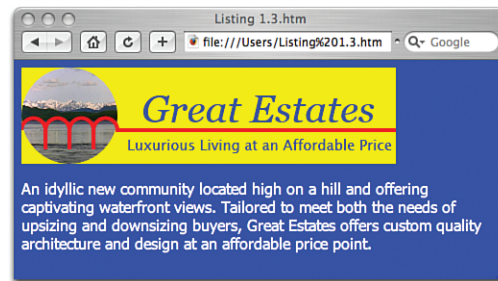 Listing 1.3.htm
file:///Users/Listing%201.3.htm
Google
Great Estates
Luxurious Living at an Affordable Price
An idyllic new community located high on a hill and offering
captivating waterfront views. Tailored to meet both the needs of
upsizing and downsizing buyers, Great Estates offers custom quality
architecture and design at an affordable price point.